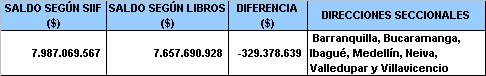 SALDO SEGÚN SIIF ($)
SALDO SEGÚN LIBROS ($)
DIFERENCIA ($)
DIRECCIONES SECCIONALES
7.987.069.567
7.657.690.928
-329.378.639
Barranquilla, Bucaramanga,
Ibagué, Medellín, Neiva,
Valledupar y Villavicencio